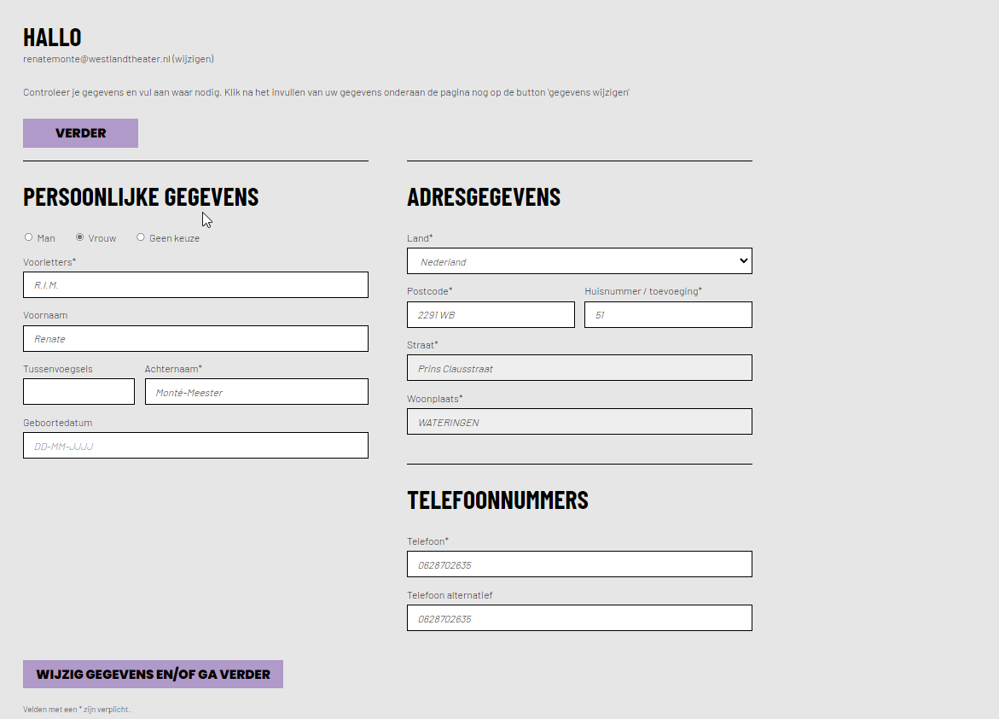 HALLO
renatemonte@westlandtheater.nl (wijzigen)
Controleer je gegevens en vul aan waar nodig. Klik na het invullen van uw gegevens onderaan de pagina nog op de button 'gegevens wijzigen'
VERDER
PERSOONLIJKE GEGEVENS
Man Vrouw Geen keuze
Voorletters*
R.I.M.
Voornaam
Renate
Tussenvoegsels Achternaam*
Monté-Meester
Geboortedatum
DD-MM-JJJJ
ADRESGEGEVENS
Land*
Nederland
Postcode* Huisnummer / toevoeging*
2291 WB 51
Straat*
Prins Clausstraat
Woonplaats*
WATERINGEN
TELEFOONNUMMERS
Telefoon*
0628702635
Telefoon alternatief
0628702635
WIJZIG GEGEVENS EN/OF GA VERDER
Velden met een * zijn verplicht.